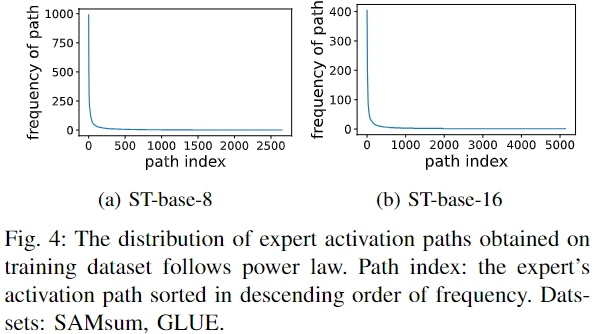 frequency of path
1000
750
500
250
0
0 500 1000 1500 2000 2500
path index
(a) ST-base-8
frequency of path
400
300
200
100
0
0 1000 2000 3000 4000 5000
path index
(b) ST-base-16
Fig. 4: The distribution of expert activation paths obtained on
training dataset follows power law. Path index: the expert's
activation path sorted in descending order of frequency. Dats-
sets: SAMsum, GLUE.